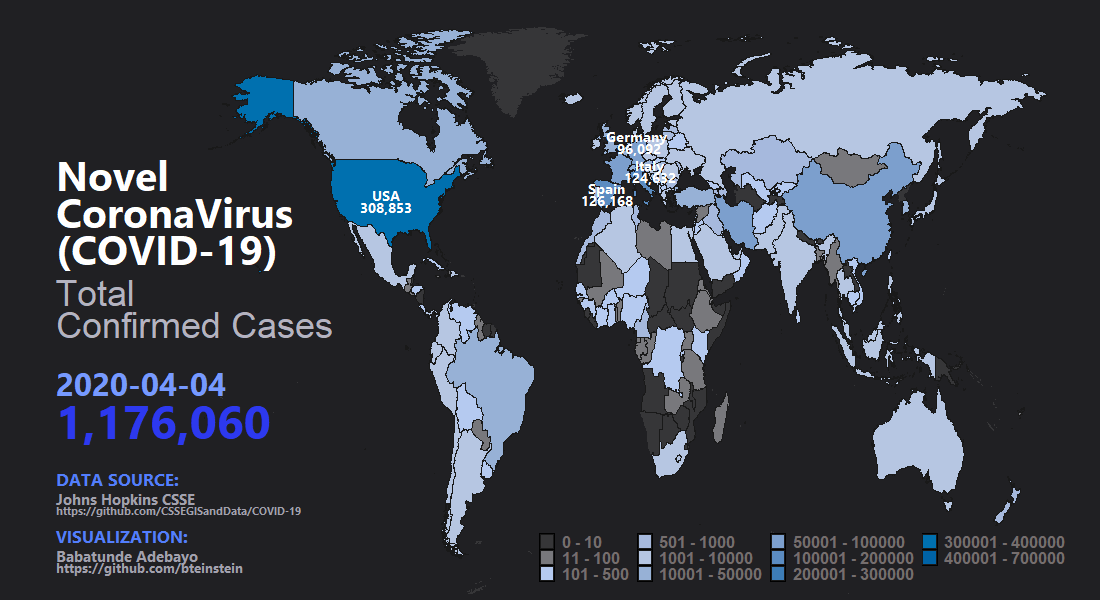 Novel
CoronaVirus
(COVID-19)
Total
Confirmed Cases
2020-04-04
1,176,060
DATA SOURCE:
Johns Hopkins CSSE
https://github.com/CSSEGISandData/COVID-19
VISUALIZATION:
Babatunde Adebayo
https://github.com/bteinstein
USA
308,853
Germany
96,092
Italy
124,632
Spain
126,168
0 - 10
11 - 100
101 - 500
501 - 1000
1001 - 10000
10001 - 50000
50001 - 100000
100001 - 200000
200001 - 300000
300001 - 400000
400001 - 700000